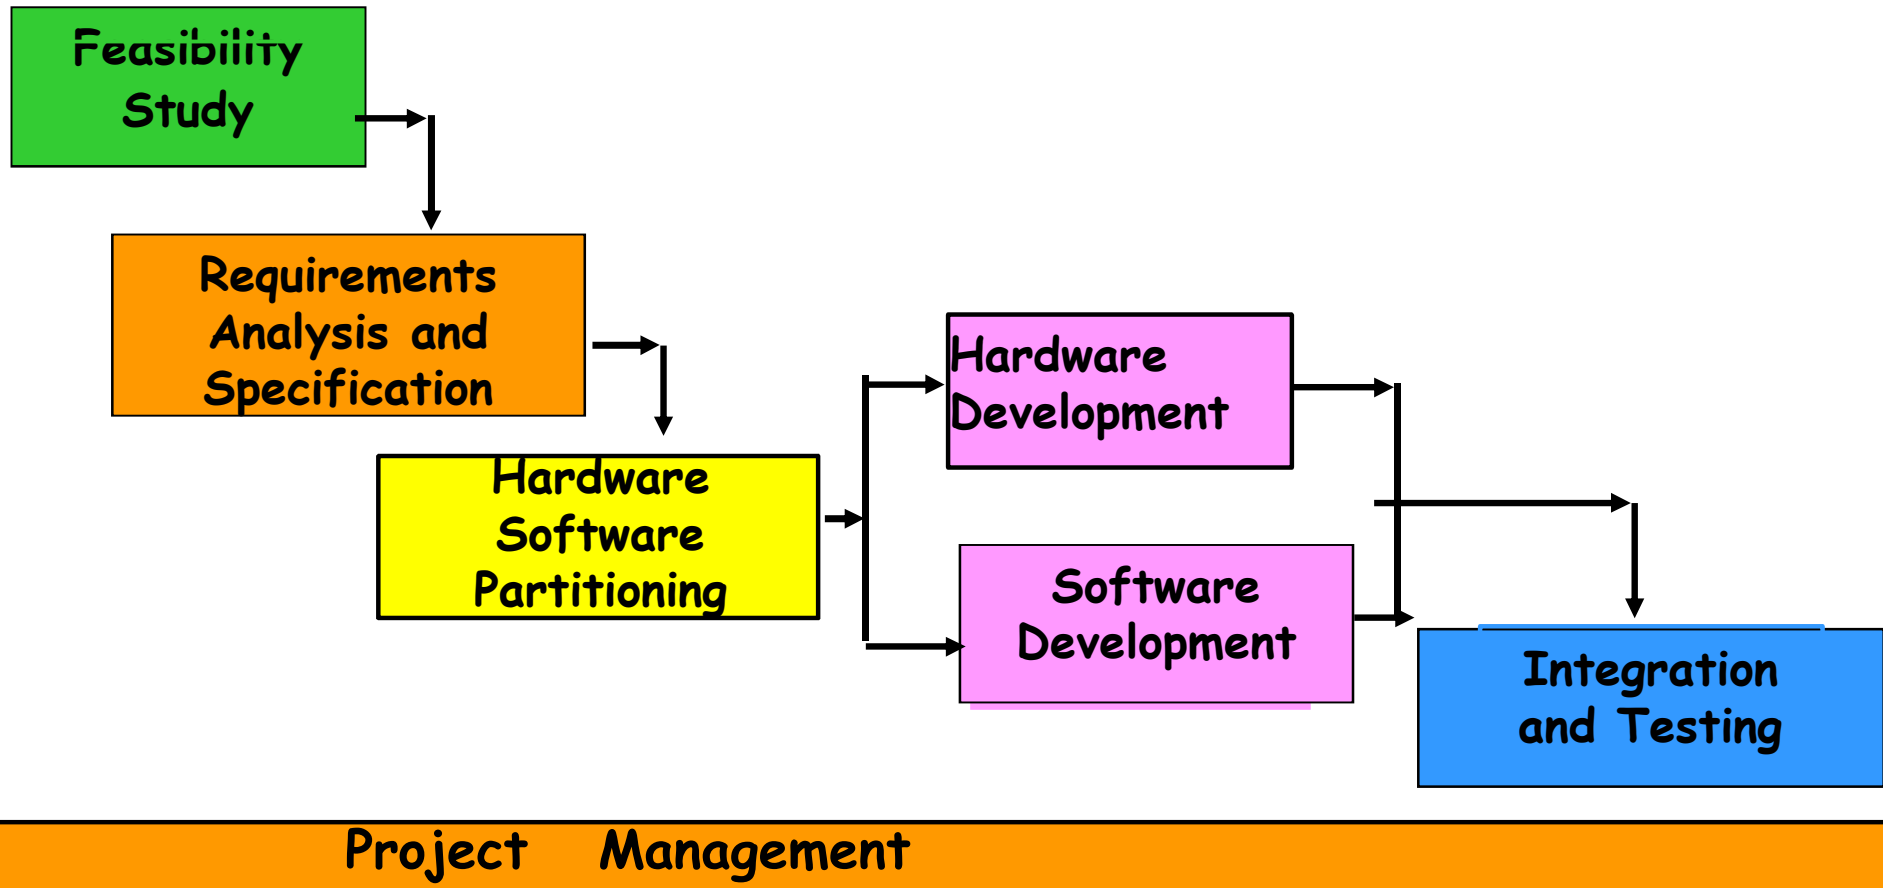 Feasibility
Study
Requirements
Analysis and
Specification
Hardware
Software
Partitioning
Hardware
Development
Software
Development
Integration
and Testing
Project Management